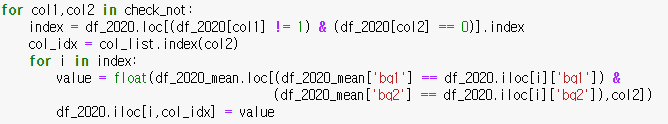 for col1,col2 in check_not:
    index = df_2020.loc[(df_2020[col1] != 1) & (df_2020[col2] == 0)].index
    col_idx = col_list.index(col2)
    for i in index:
        value = float(df_2020_mean.loc[(df_2020_mean['bq1'] == df_2020.iloc[i]['bq1']) &
                                       (df_2020_mean['bq2'] == df_2020.iloc[i]['bq2']),col2])
        df_2020.iloc[i,col_idx] = value